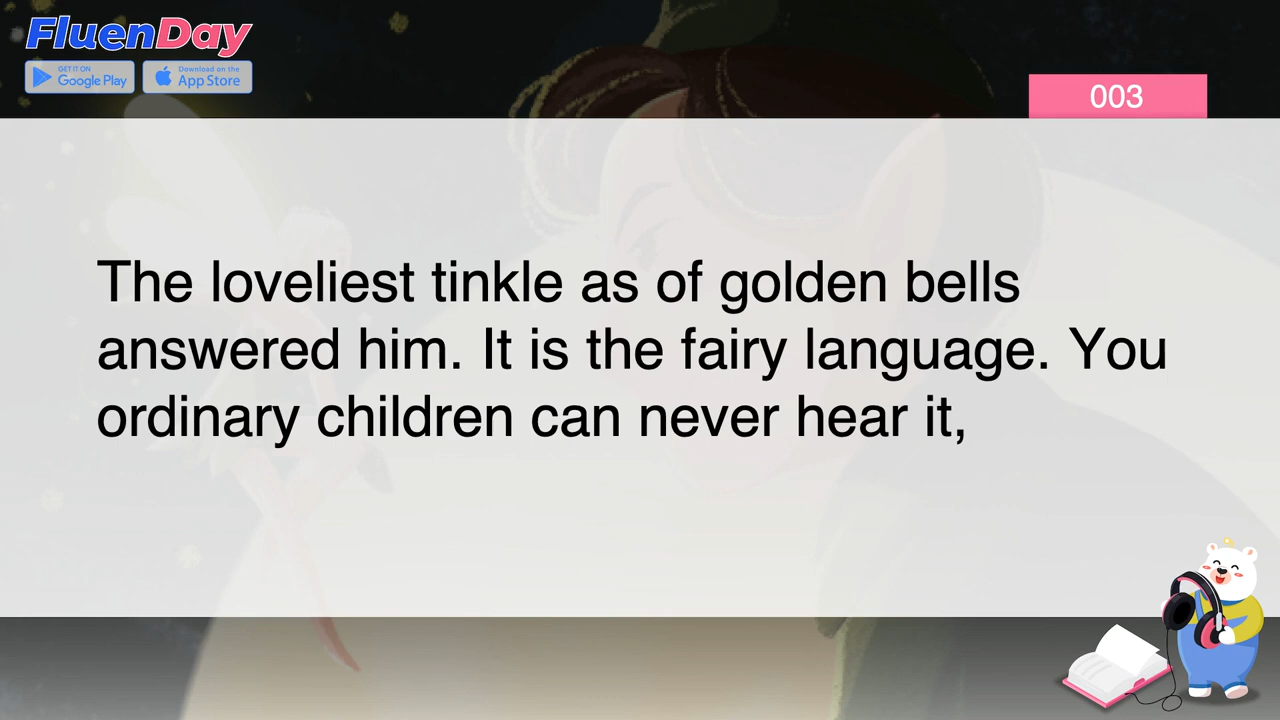 FluenDay
GET IT ON
Google Play
Download on the
App Store
003
The loveliest tinkle as of golden bells
answered him. It is the fairy language. You
ordinary children can never hear it,